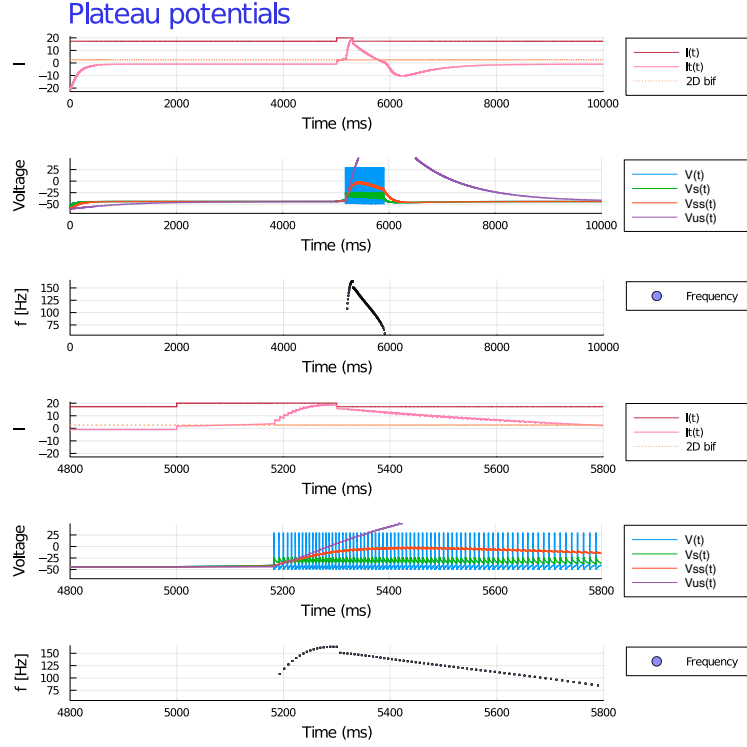 Plateau potentials
I
20
10
0
−10
−20
0
2000
4000
6000
8000
10000
Time (ms)
I(t)
It(t)
2D bif
Voltage
25
0
−25
−50
0
2000
4000
6000
8000
10000
Time (ms)
V(t)
Vs(t)
Vss(t)
Vus(t)
f [Hz]
150
125
100
75
0
2000
4000
6000
8000
10000
Time (ms)
Frequency
I
20
10
0
−10
−20
4800
5000
5200
5400
5600
5800
Time (ms)
I(t)
It(t)
2D bif
Voltage
25
0
−25
−50
4800
5000
5200
5400
5600
5800
Time (ms)
V(t)
Vs(t)
Vss(t)
Vus(t)
f [Hz]
150
125
100
75
4800
5000
5200
5400
5600
5800
Time (ms)
Frequency